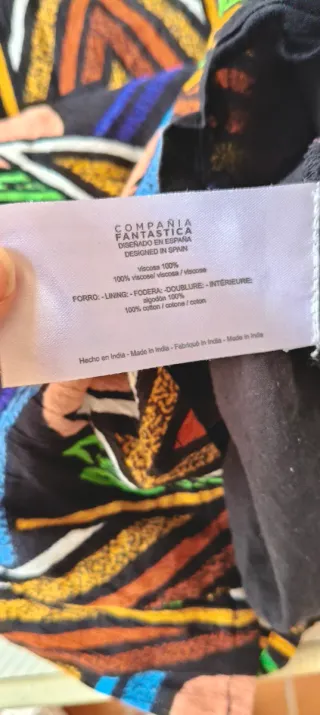 COMPAÑIA
FANTASTICA
DISEÑADO EN ESPAÑA
DESIGNED IN SPAIN
viscosa 100%
100% viscose/ viscosa / viscose
FORRO: -LINING: - FODERA: -DOUBLURE: - INTÉRIEURE:
algodón 100%
100% cotton / cotone / coton
Hecho en India - Made In India - Fabriqué In India - Made in India